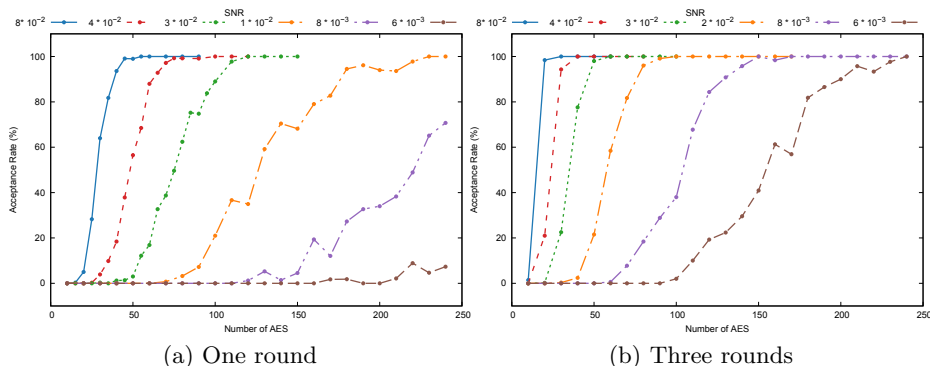 SNR
8* 10⁻² 4 * 10⁻² 3 * 10⁻² 1 * 10⁻² 8 * 10⁻³ 6 * 10⁻³
Acceptance Rate (%)
100
80
60
40
20
0
0 50 100 150 200 250
Number of AES
(a) One round
SNR
8* 10⁻² 4 * 10⁻² 3 * 10⁻² 2 * 10⁻² 8 * 10⁻³ 6 * 10⁻³
Acceptance Rate (%)
100
80
60
40
20
0
0 50 100 150 200 250
Number of AES
(b) Three rounds